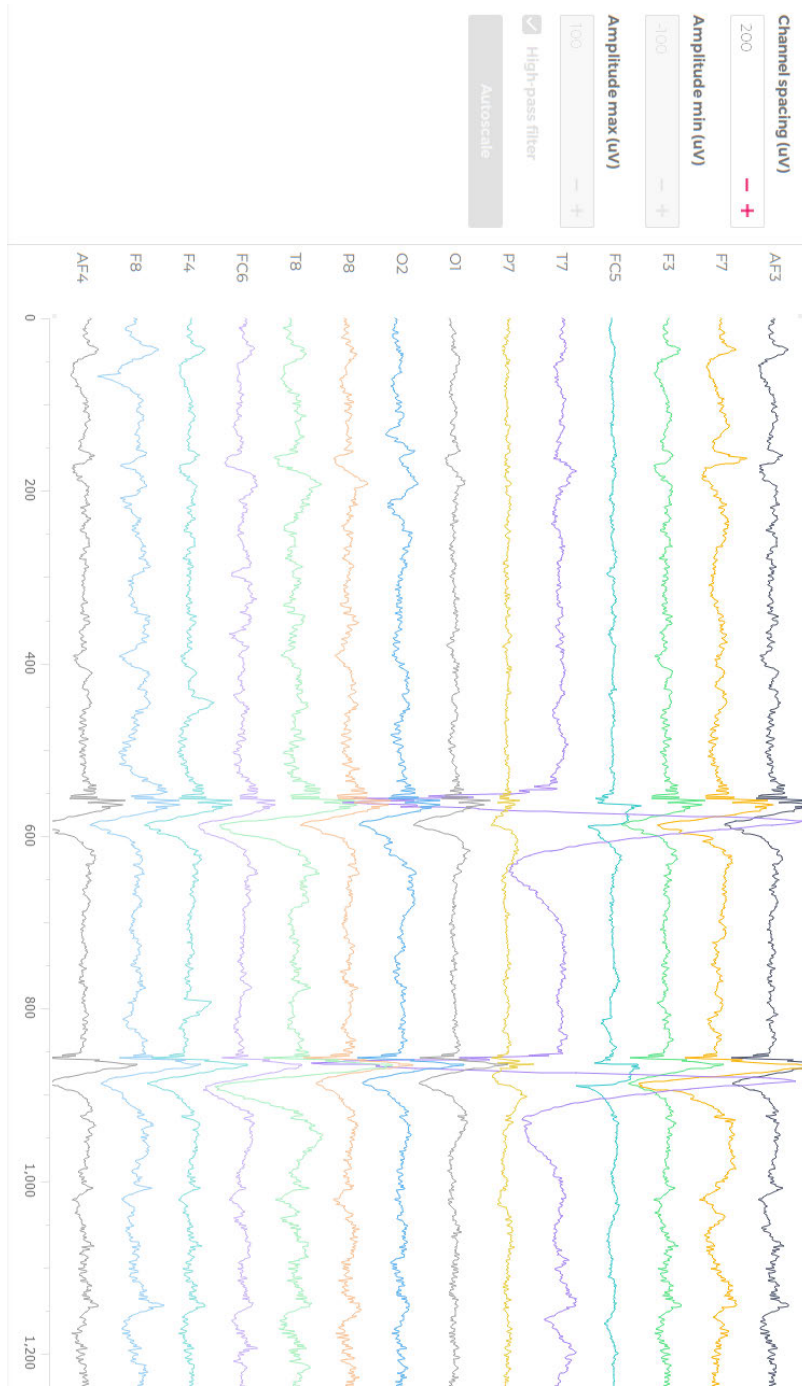 Channel spacing (uV)
200 − +
Amplitude min (uV)
-100 − +
Amplitude max (uV)
100 − +
High-pass filter
Autoscale
AF3
F7
F3
FC5
T7
P7
O1
O2
P8
T8
FC6
F4
F8
AF4
0 200 400 600 800 1,000 1,200